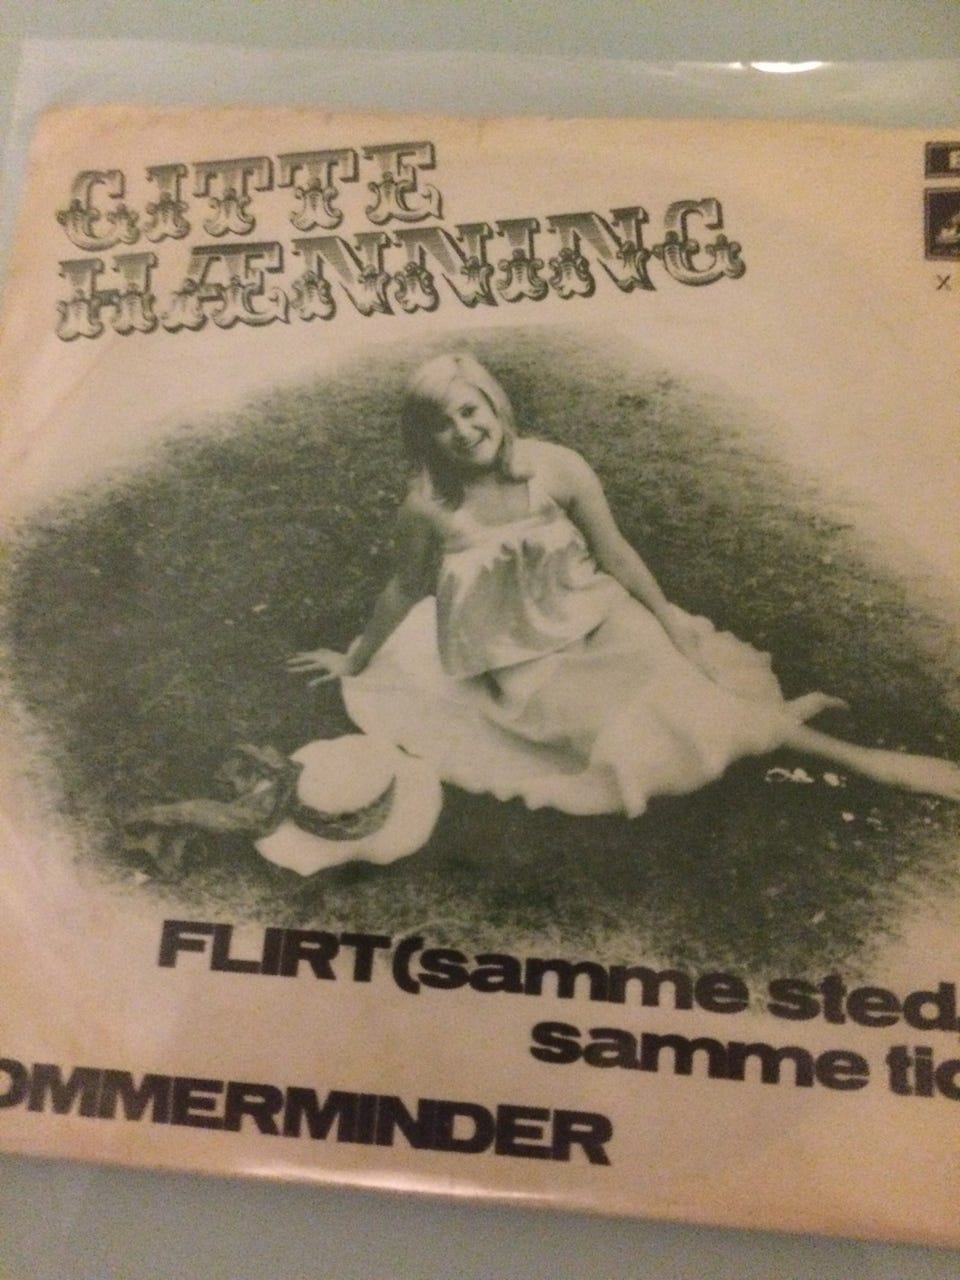 GITTE
HÆNNING
E
X
FLIRT (samme sted,
samme tid
OMMERMINDER